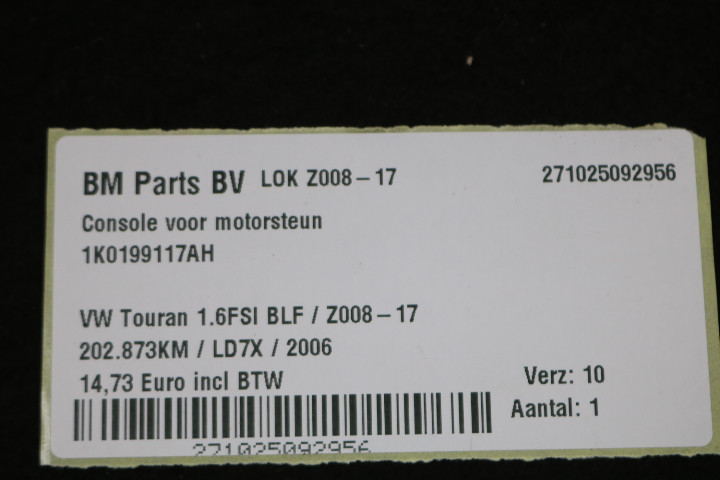 BM Parts BV LOK Z008-17 271025092956
Console voor motorsteun
1K0199117AH
VW Touran 1.6FSI BLF / Z008-17
202.873KM / LD7X / 2006
14,73 Euro incl BTW Verz: 10
Aantal: 1
271025092956